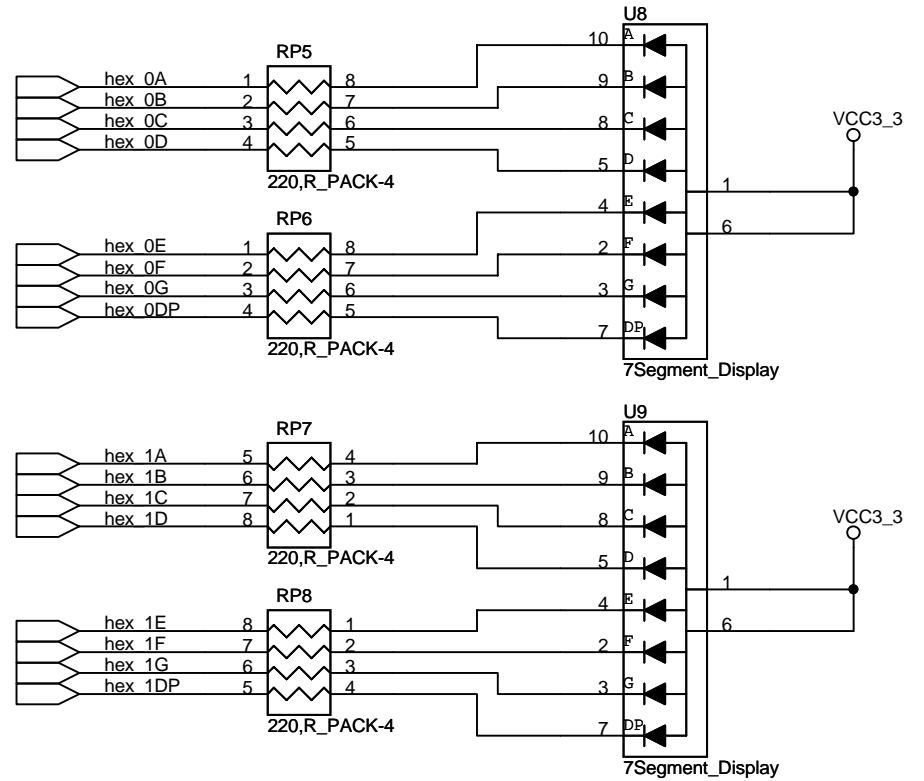 U8
RP5
10 A
hex_0A 1 8
9 B
hex_0B 2 7
hex_0C 3 6 8 C
VCC3_3
hex_0D 4 5
5 D
220,R_PACK-4
1
4 E
RP6
6
hex_0E 1 8
2 F
hex_0F 2 7
hex_0G 3 6 3 G
hex_0DP 4 5
7 DP
220,R_PACK-4
7Segment_Display
U9
RP7
10 A
hex_1A 5 4
hex_1B 6 3 9 B
hex_1C 7 2
8 C
VCC3_3
hex_1D 8 1
220,R_PACK-4
5 D
1
RP8
4 E
hex_1E 8 1
6
hex_1F 7 2 2 F
hex_1G 6 3
3 G
hex_1DP 5 4
220,R_PACK-4
7 DP
7Segment_Display